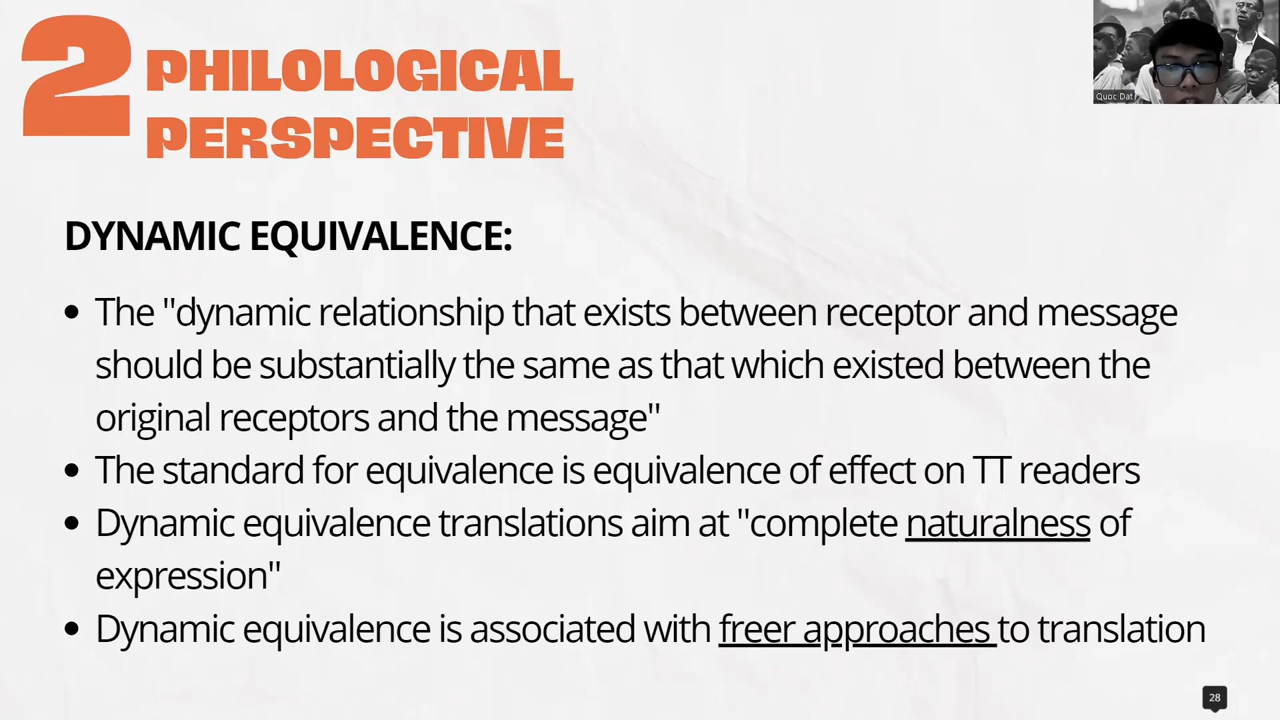 2 PHILOLOGICAL
PERSPECTIVE
Quoc Dat
DYNAMIC EQUIVALENCE:
• The "dynamic relationship that exists between receptor and message
should be substantially the same as that which existed between the
original receptors and the message"
• The standard for equivalence is equivalence of effect on TT readers
• Dynamic equivalence translations aim at "complete naturalness of
expression"
• Dynamic equivalence is associated with freer approaches to translation
28